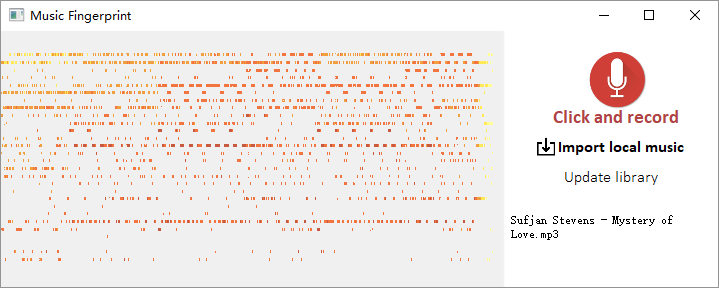 Music Fingerprint
Click and record
Import local music
Update library
Sufjan Stevens - Mystery of
Love.mp3